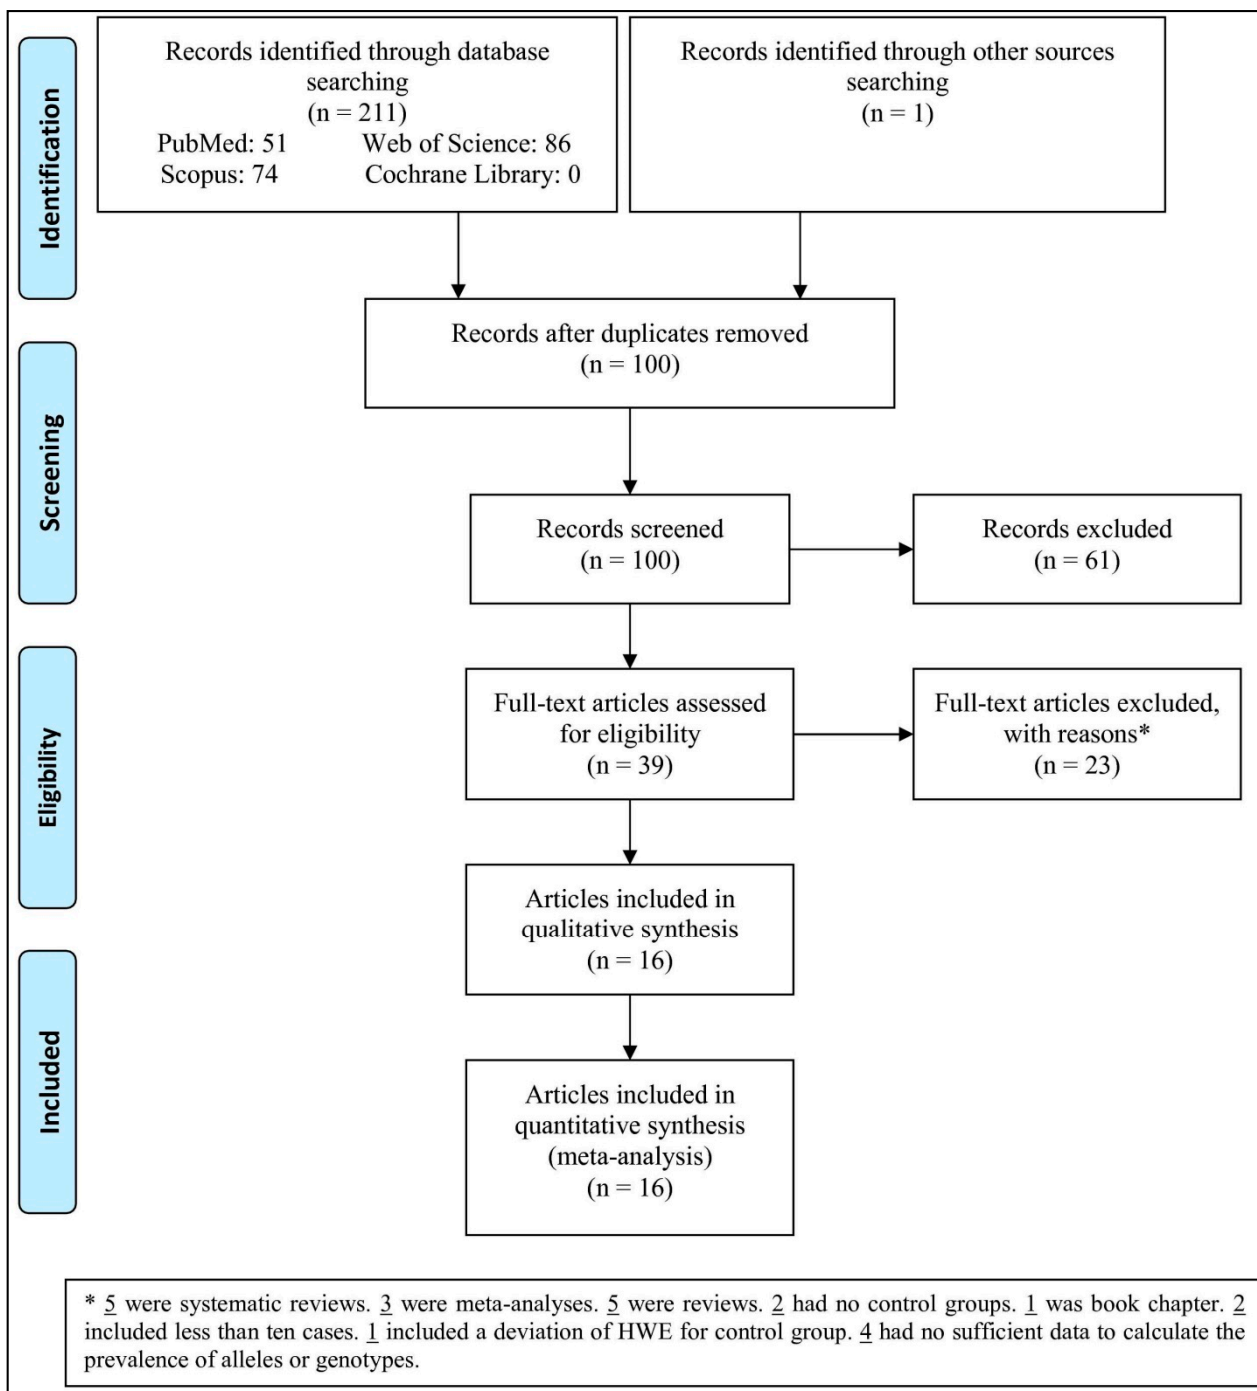 Identification
Records identified through database
searching
(n = 211)
PubMed: 51 Web of Science: 86
Scopus: 74 Cochrane Library: 0
Records identified through other sources
searching
(n = 1)
Records after duplicates removed
(n = 100)
Screening
Records screened
(n = 100)
Records excluded
(n = 61)
Eligibility
Full-text articles assessed
for eligibility
(n = 39)
Full-text articles excluded,
with reasons*
(n = 23)
Articles included in
qualitative synthesis
(n = 16)
Included
Articles included in
quantitative synthesis
(meta-analysis)
(n = 16)
* 5 were systematic reviews. 3 were meta-analyses. 5 were reviews. 2 had no control groups. 1 was book chapter. 2
included less than ten cases. 1 included a deviation of HWE for control group. 4 had no sufficient data to calculate the
prevalence of alleles or genotypes.